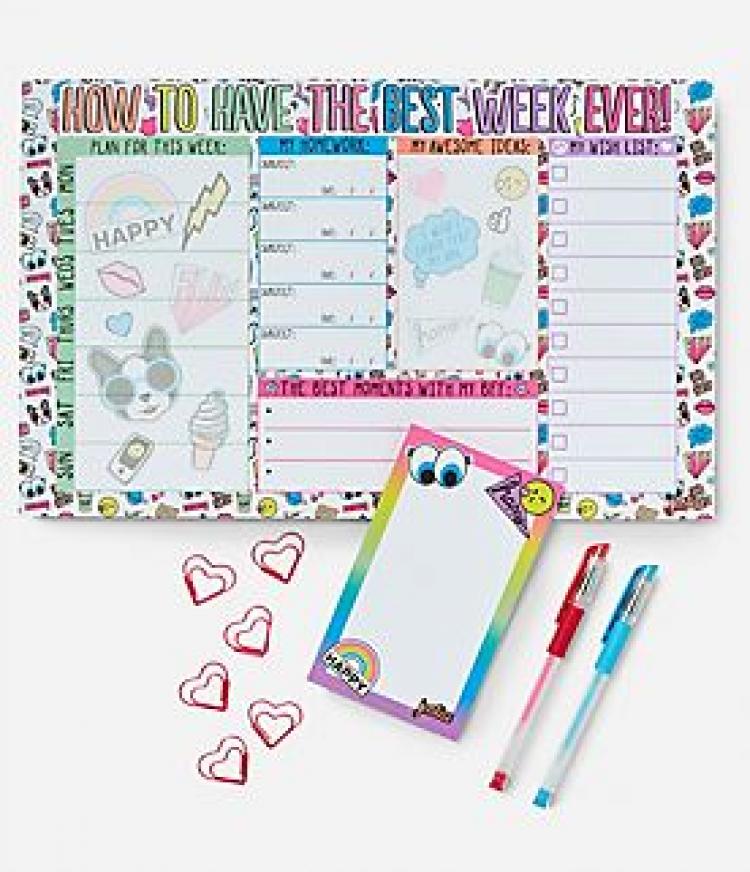 HOW TO HAVE THE BEST WEEK EVER!
PLAN FOR THIS WEEK:
MY HOMEWORK:
MY AWESOME IDEAS:
MY WISH LIST:
MON
TUES
WEDS
THURS
FRI
SAT
SUN
HAPPY
THE BEST MOMENTS WITH MY BFF:
HAPPY
Justice